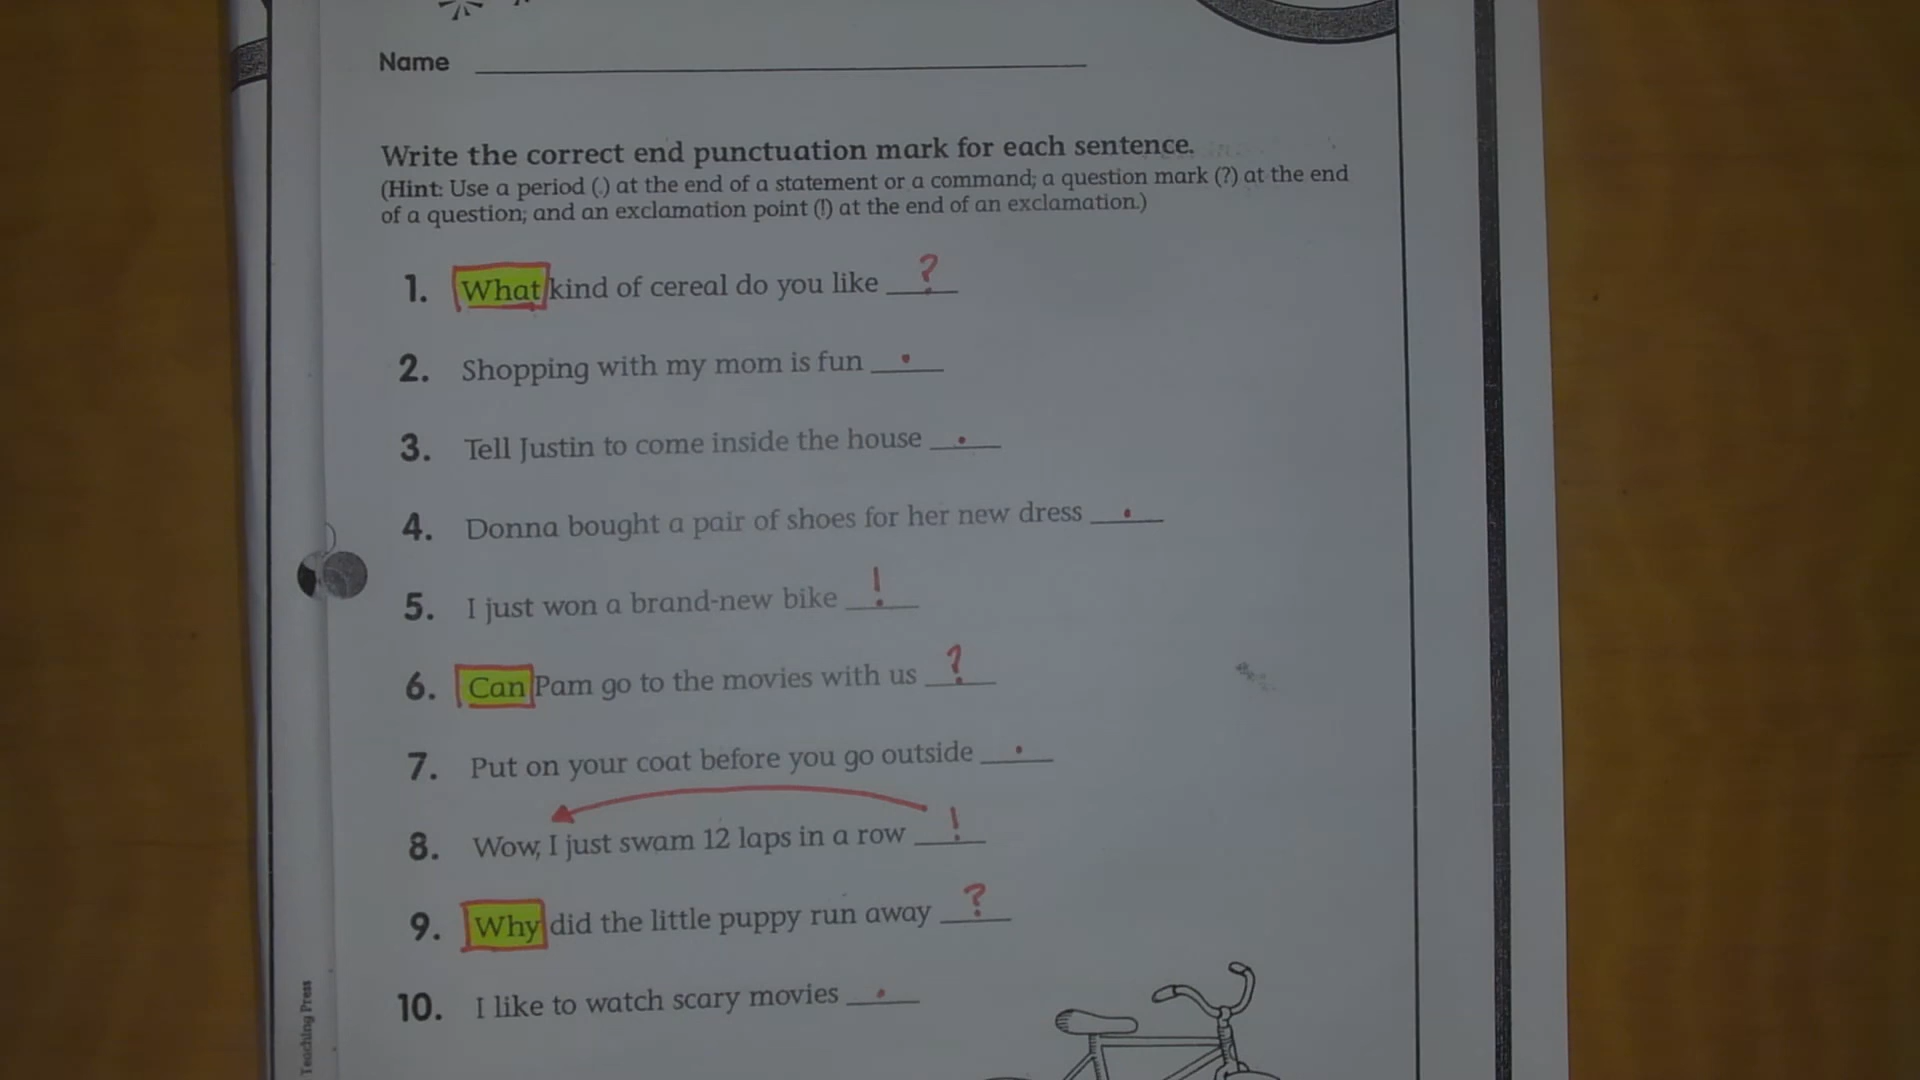 Name
Write the correct end punctuation mark for each sentence.
(Hint: Use a period (.) at the end of a statement or a command; a question mark (?) at the end
of a question; and an exclamation point (!) at the end of an exclamation.)
1. What kind of cereal do you like ?
2. Shopping with my mom is fun .
3. Tell Justin to come inside the house .
4. Donna bought a pair of shoes for her new dress .
5. I just won a brand-new bike !
6. Can Pam go to the movies with us ?
7. Put on your coat before you go outside .
8. Wow, I just swam 12 laps in a row !
9. Why did the little puppy run away ?
10. I like to watch scary movies .
Teaching Press